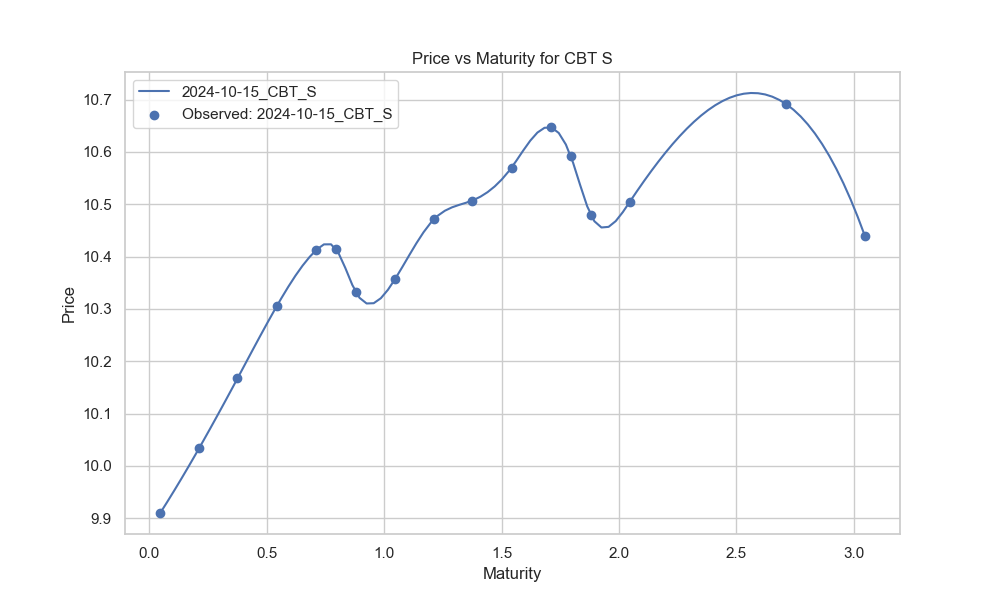 Price vs Maturity for CBT S
2024-10-15_CBT_S
Observed: 2024-10-15_CBT_S
Price
10.7
10.6
10.5
10.4
10.3
10.2
10.1
10.0
9.9
0.0 0.5 1.0 1.5 2.0 2.5 3.0
Maturity